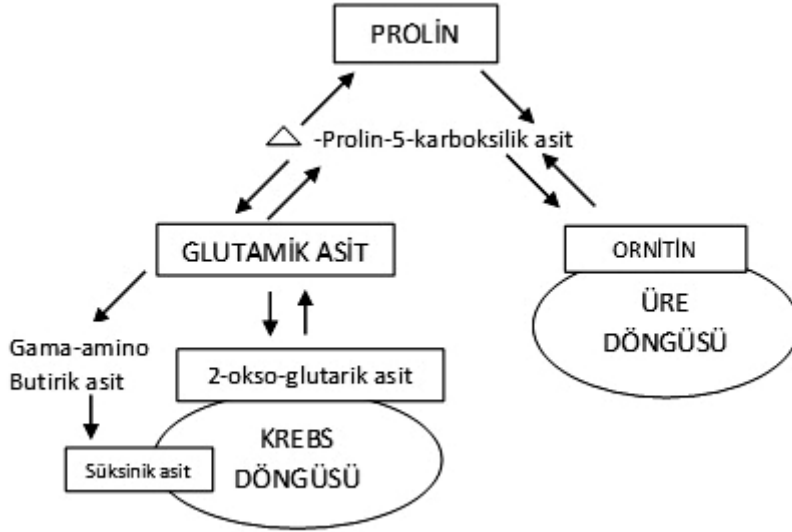 PROLİN
△ -Prolin-5-karboksilik asit
GLUTAMİK ASİT
ORNİTİN
ÜRE
DÖNGÜSÜ
Gama-amino
Butirik asit
2-okso-glutarik asit
KREBS
DÖNGÜSÜ
Süksinik asit